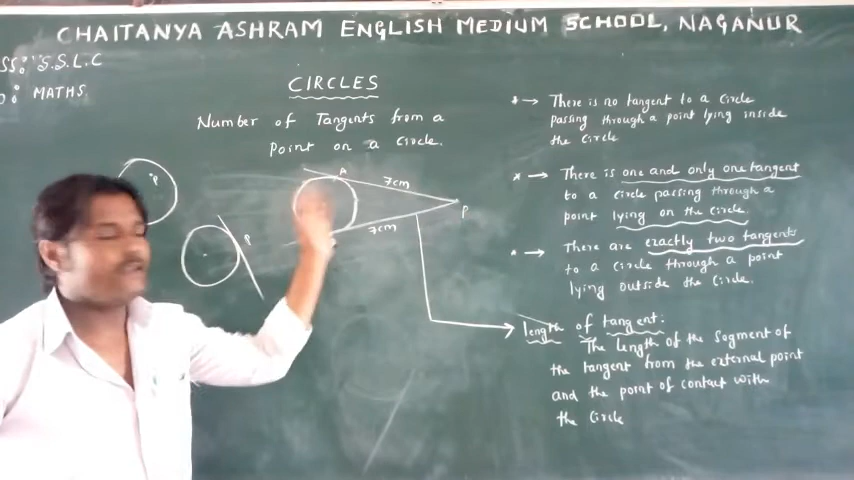 CHAITANYA ASHRAM ENGLISH MEDIUM SCHOOL, NAGANUR
SS: S.S.L.C
MATHS.
CIRCLES
Number of Tangents from a
Point on a Circle.
P
A
7cm
P
7cm
P
There is no tangent to a circle
passing through a point lying inside
the circle
There is one and only one tangent
to a circle passing through a
point lying on the circle.
There are exactly two tangents
to a circle through a point
lying outside the circle.
length of tangent:
The length of the segment of
the tangent from the external point
and the point of contact with
the circle